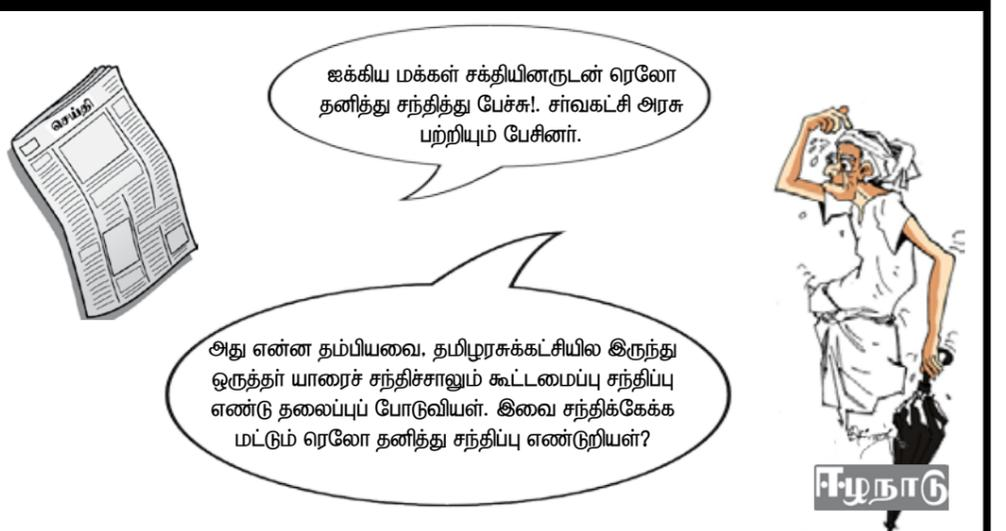 செய்தி
ஐக்கிய மக்கள் சக்தியினருடன் ரெலோ
தனித்து சந்தித்து பேச்சு!. சர்வகட்சி அரசு
பற்றியும் பேசினர்.
அது என்ன தம்பியவை, தமிழரசுக்கட்சியில இருந்து
ஒருத்தர் யாரைச் சந்திச்சாலும் கூட்டமைப்பு சந்திப்பு
எண்டு தலைப்புப் போடுவியள். இவை சந்திக்கேக்க
மட்டும் ரெலோ தனித்து சந்திப்பு எண்டுறியள்?
ஈழநாடு